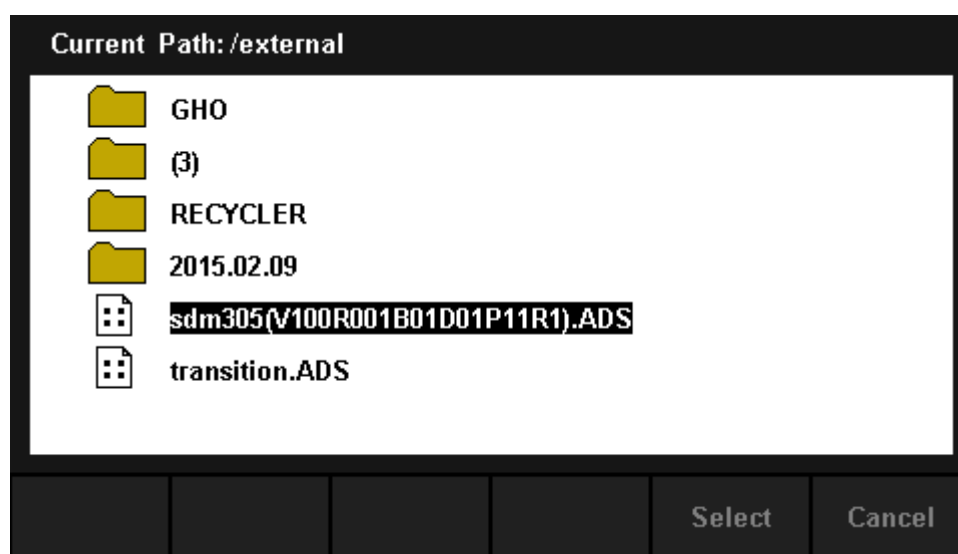 Current Path: /external
GHO
(3)
RECYCLER
2015.02.09
sdm305(V100R001B01D01P11R1).ADS
transition.ADS
Select Cancel